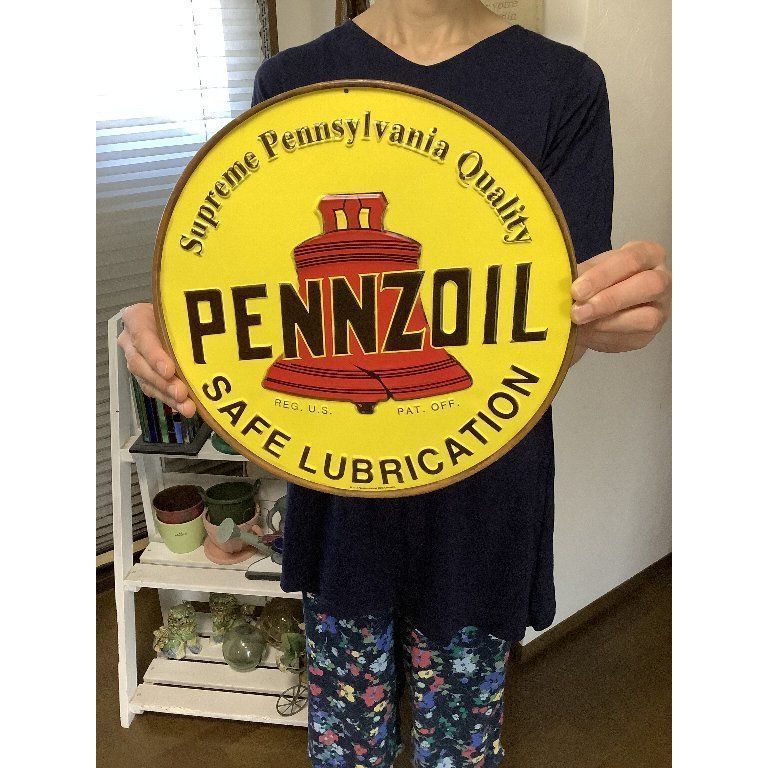 Supreme Pennsylvania Quality
PENNZOIL
REG. U.S. PAT. OFF.
SAFE LUBRICATION